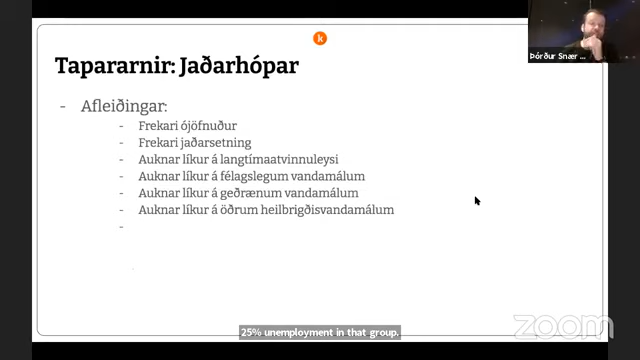 k
Þórður Snær ...
Tapararnir: Jaðarhópar
- Afleiðingar:
- Frekari ójöfnuður
- Frekari jaðarsetning
- Auknar líkur á langtímaatvinnuleysi
- Auknar líkur á félagslegum vandamálum
- Auknar líkur á geðrænum vandamálum
- Auknar líkur á öðrum heilbrigðisvandamálum
-
25% unemployment in that group.
zoom